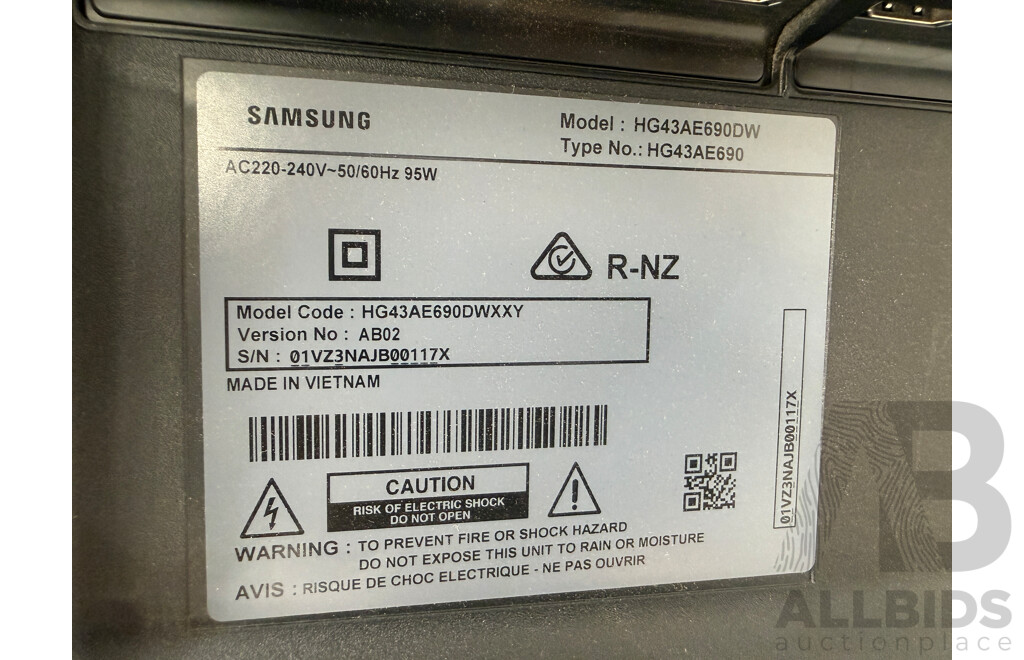 SAMSUNG
Model : HG43AE690DW
Type No.: HG43AE690
AC220-240V~50/60Hz 95W
R-NZ
Model Code : HG43AE690DWXXY
Version No : AB02
S/N : 01VZ3NAJB00117X
MADE IN VIETNAM
01VZ3NAJB00117X
CAUTION
RISK OF ELECTRIC SHOCK
DO NOT OPEN
WARNING : TO PREVENT FIRE OR SHOCK HAZARD
DO NOT EXPOSE THIS UNIT TO RAIN OR MOISTURE
AVIS : RISQUE DE CHOC ELECTRIQUE - NE PAS OUVRIR
AB
ALLBIDS
auctionplace